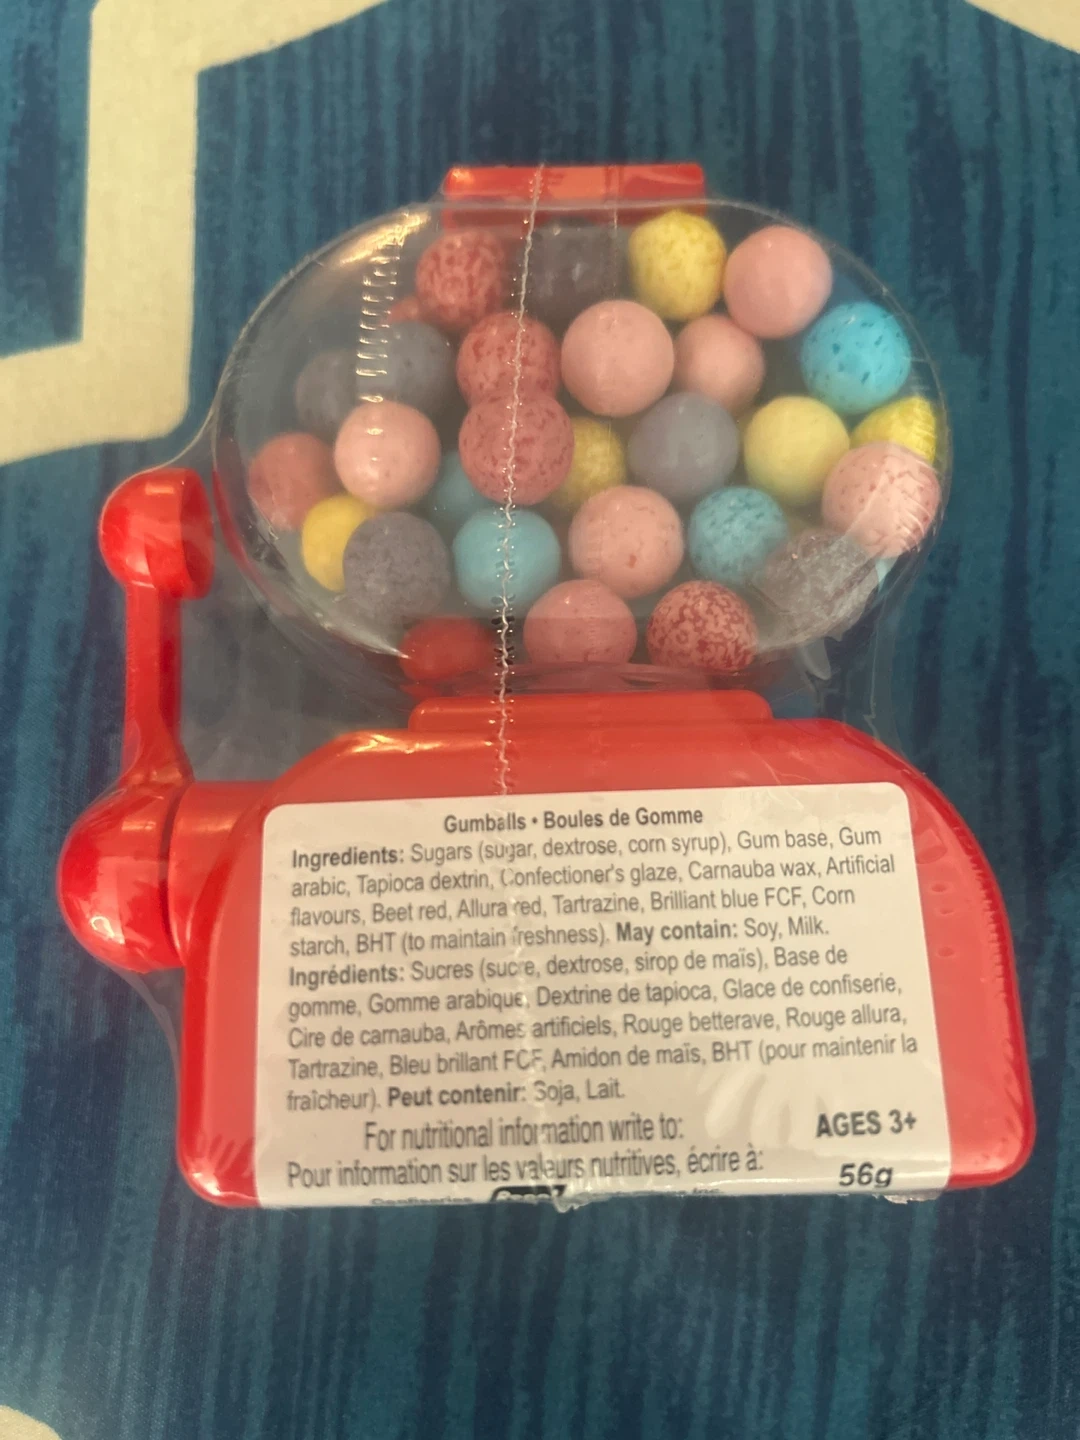 Gumballs • Boules de Gomme
Ingredients: Sugars (sugar, dextrose, corn syrup), Gum base, Gum
arabic, Tapioca dextrin, Confectioner's glaze, Carnauba wax, Artificial
flavours, Beet red, Allura red, Tartrazine, Brilliant blue FCF, Corn
starch, BHT (to maintain freshness). May contain: Soy, Milk.
Ingrédients: Sucres (sucre, dextrose, sirop de maïs), Base de
gomme, Gomme arabique, Dextrine de tapioca, Glace de confiserie,
Cire de carnauba, Arômes artificiels, Rouge betterave, Rouge allura,
Tartrazine, Bleu brillant FCF, Amidon de maïs, BHT (pour maintenir la
fraîcheur). Peut contenir: Soja, Lait.
For nutritional information write to:
AGES 3+
Pour information sur les valeurs nutritives, écrire à:
56g
Confiseries